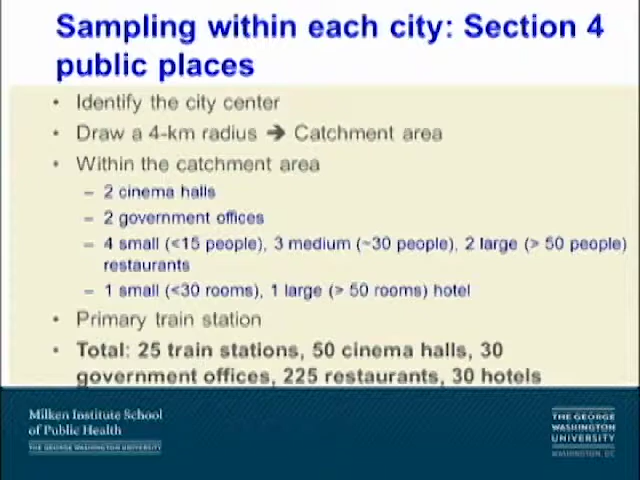 Sampling within each city: Section 4
public places
• Identify the city center
• Draw a 4-km radius ➔ Catchment area
• Within the catchment area
– 2 cinema halls
– 2 government offices
– 4 small (<15 people), 3 medium (~30 people), 2 large (> 50 people)
restaurants
– 1 small (<30 rooms), 1 large (> 50 rooms) hotel
• Primary train station
• Total: 25 train stations, 50 cinema halls, 30
government offices, 225 restaurants, 30 hotels
Milken Institute School
of Public Health
THE GEORGE WASHINGTON UNIVERSITY
THE GEORGE
WASHINGTON
UNIVERSITY
WASHINGTON, DC